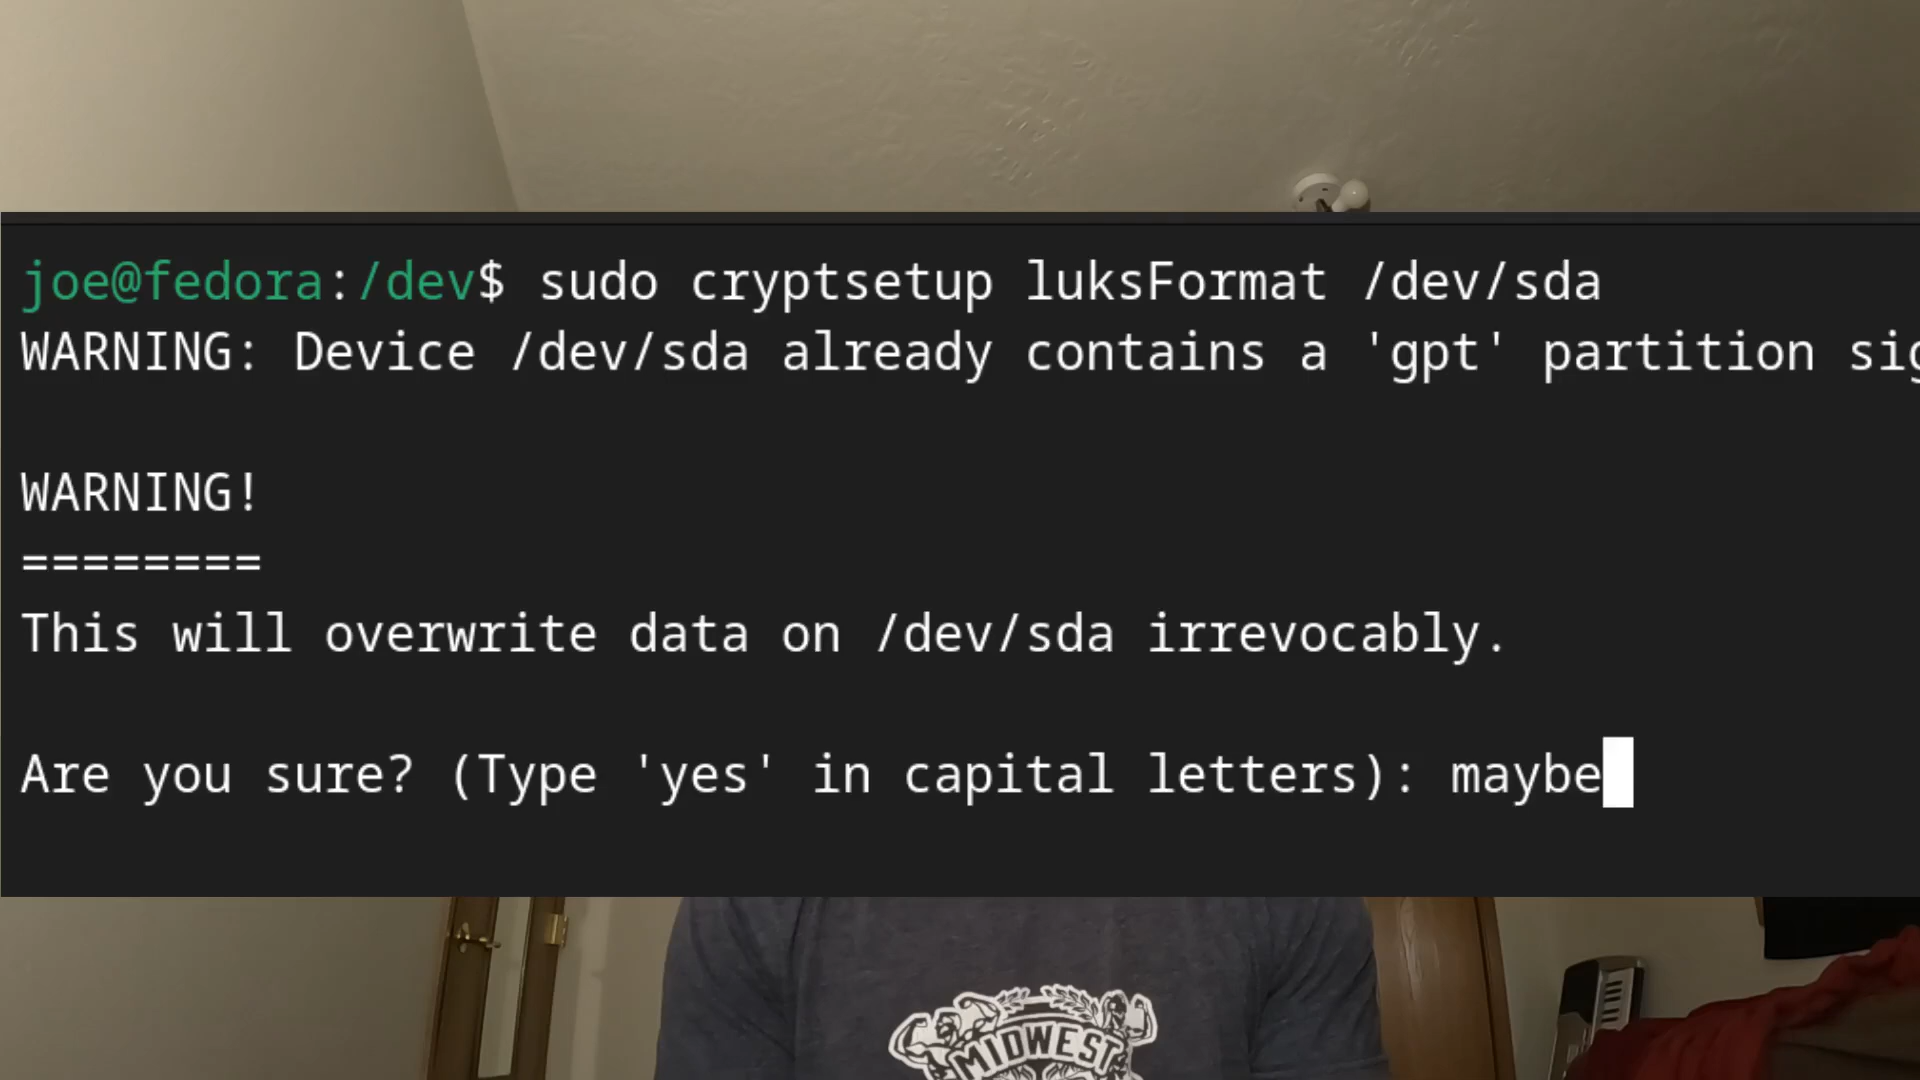 joe@fedora:/dev$ sudo cryptsetup luksFormat /dev/sda
WARNING: Device /dev/sda already contains a 'gpt' partition
WARNING!
========
This will overwrite data on /dev/sda irrevocably.
Are you sure? (Type 'yes' in capital letters): maybe
MIDWEST